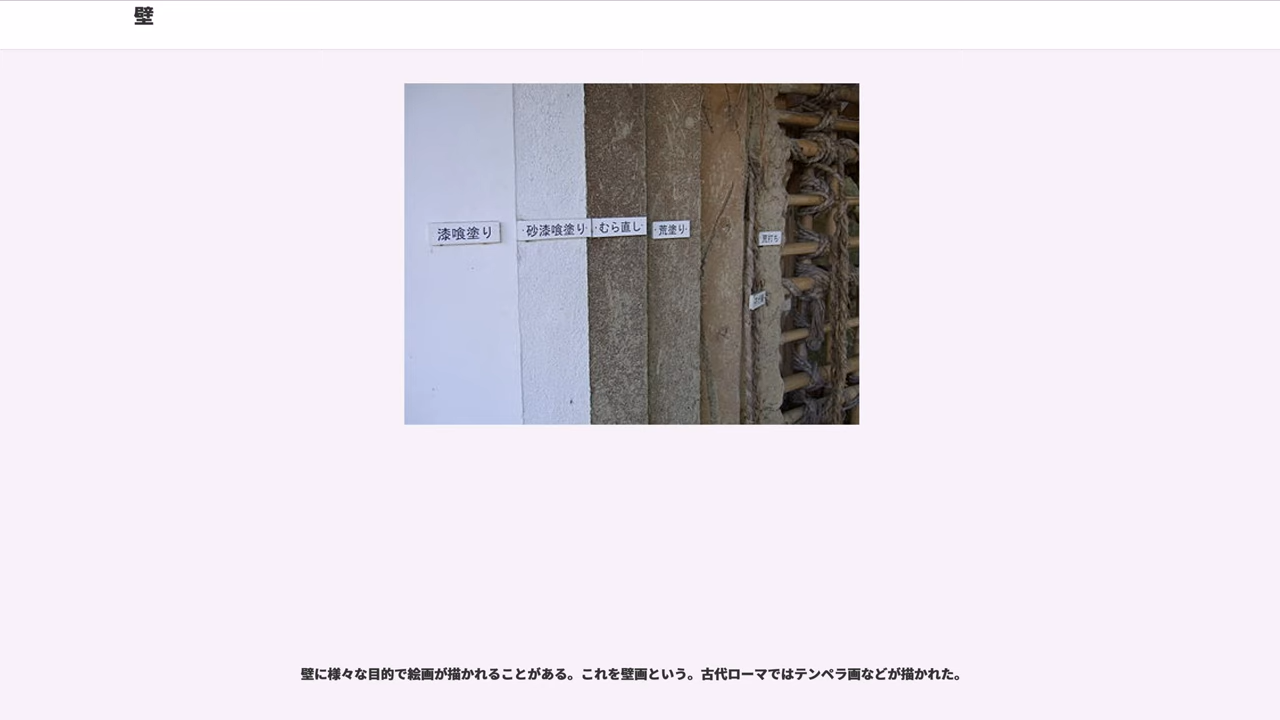 壁
漆喰塗り
・砂漆喰塗り・
・むら直し・
・荒塗り・
荒打ち
壁に様々な目的で絵画が描かれることがある。これを壁画という。古代ローマではテンペラ画などが描かれた。